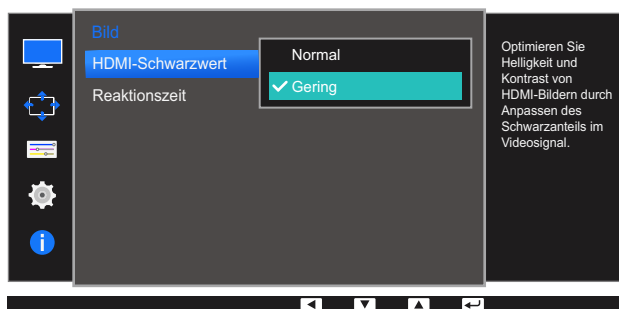 Bild
HDMI-Schwarzwert
Normal
Gering
Reaktionszeit
Optimieren Sie
Helligkeit und
Kontrast von
HDMI-Bildern durch
Anpassen des
Schwarzanteils im
Videosignal.